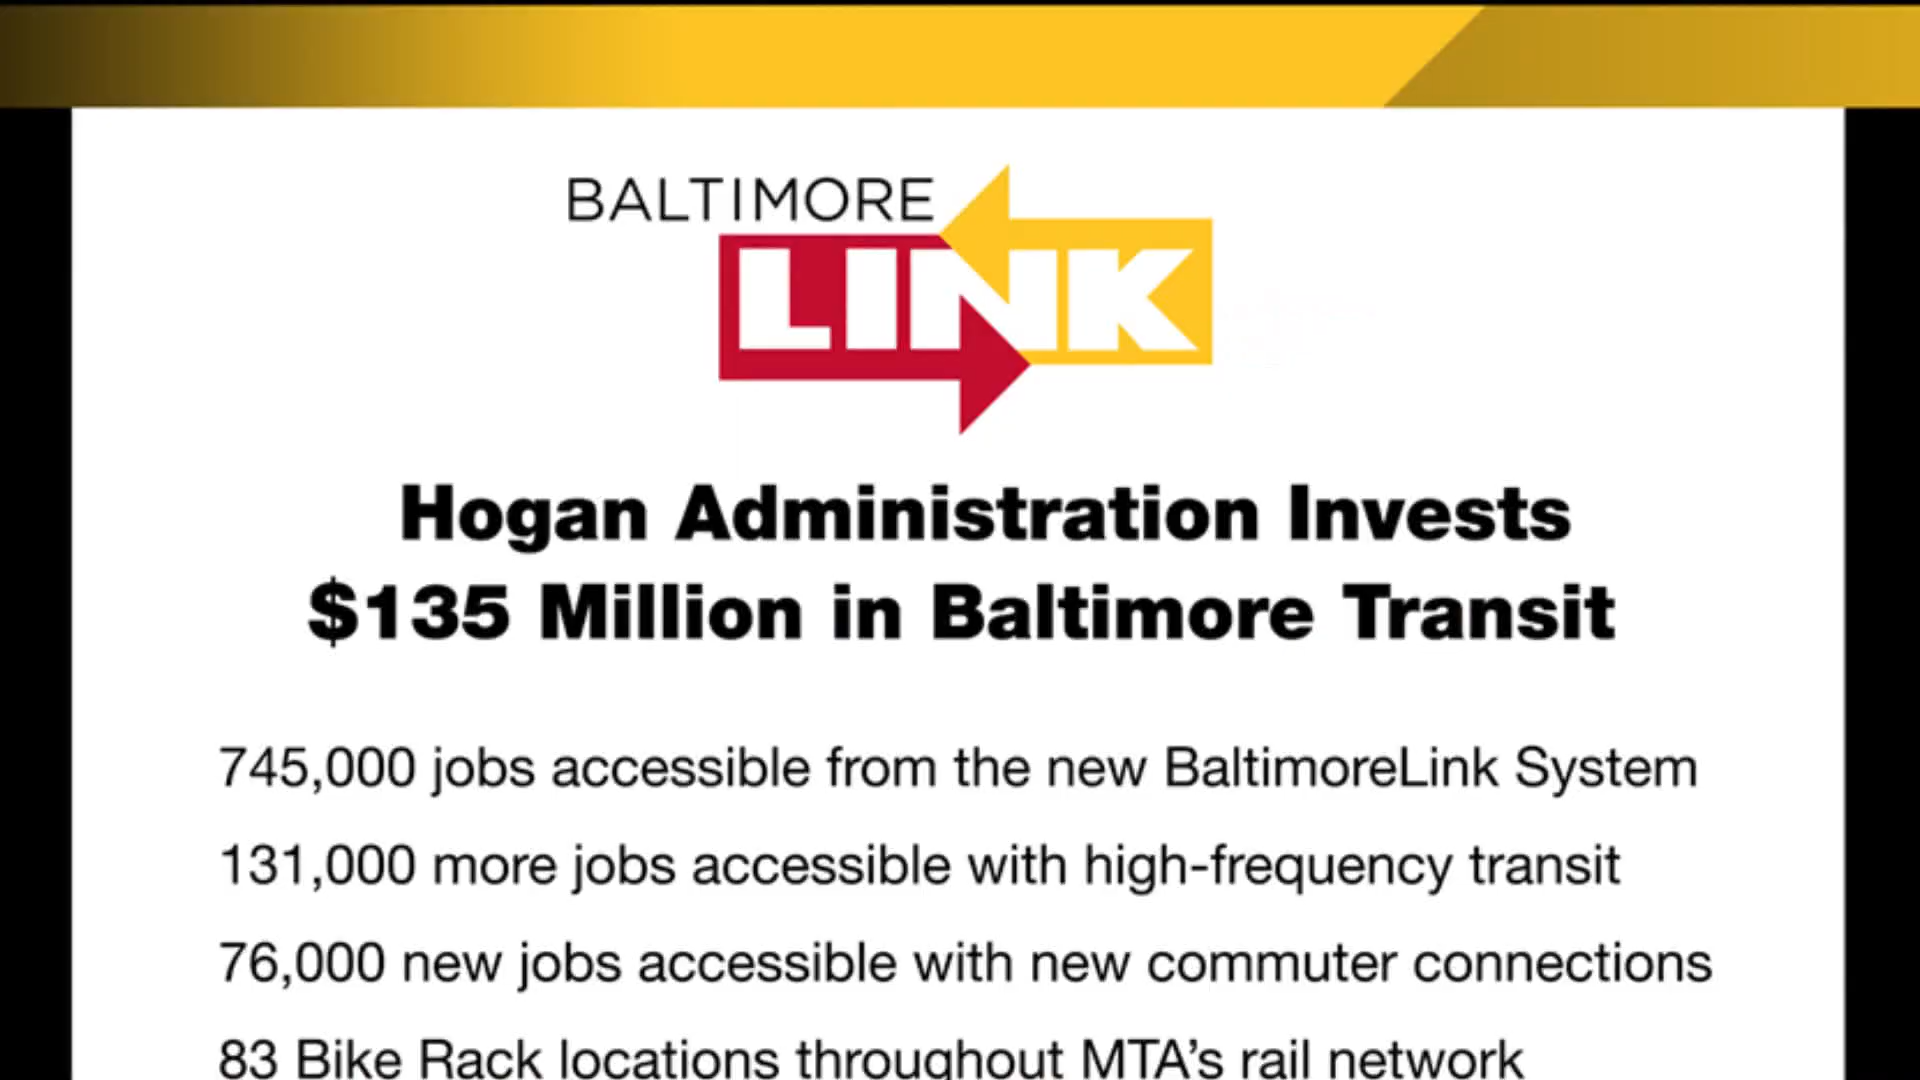 BALTIMORE
LINK
Hogan Administration Invests
$135 Million in Baltimore Transit
745,000 jobs accessible from the new BaltimoreLink System
131,000 more jobs accessible with high-frequency transit
76,000 new jobs accessible with new commuter connections
83 Bike Rack locations throughout MTA’s rail network